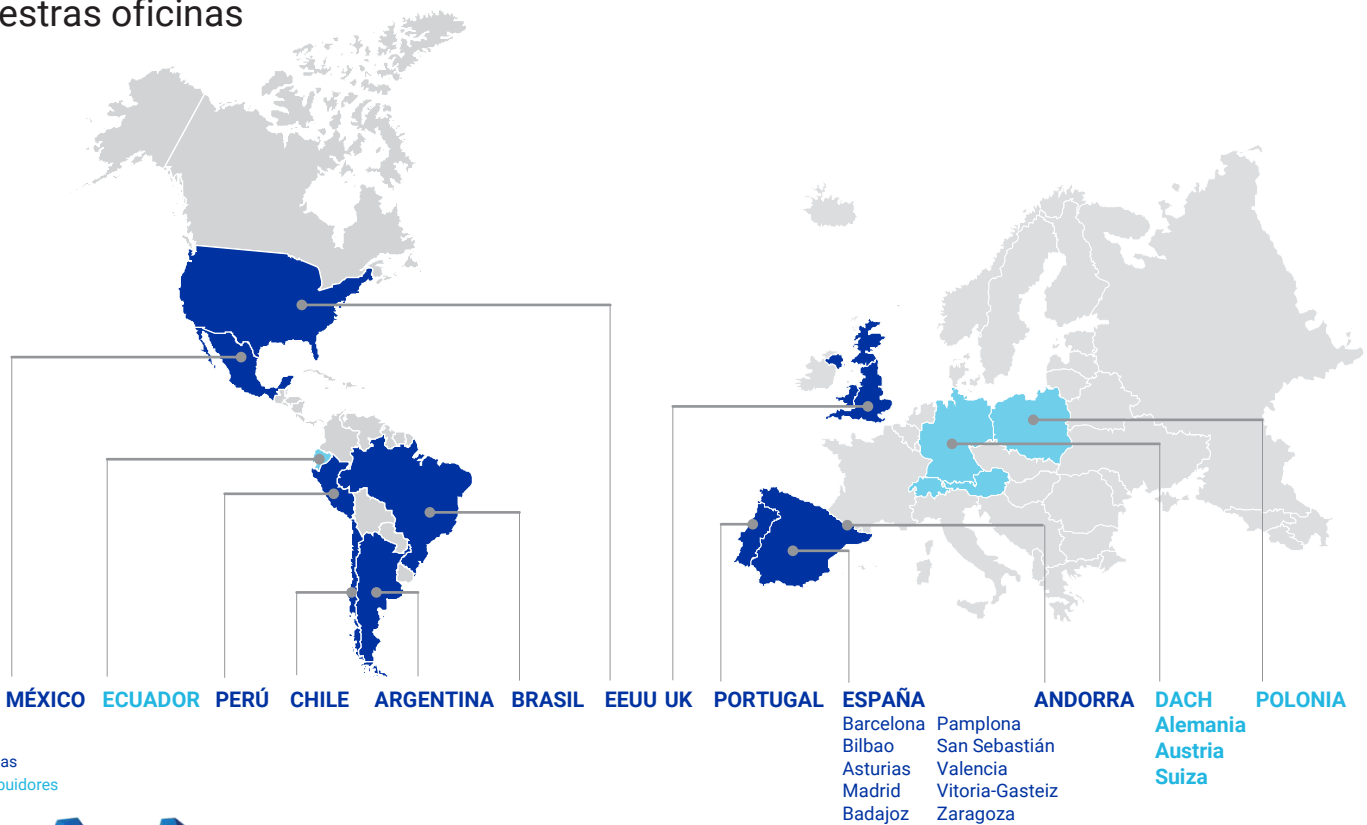 estras oficinas
MÉXICO ECUADOR PERÚ CHILE ARGENTINA BRASIL EEUU UK PORTUGAL ESPAÑA ANDORRA DACH POLONIA
Barcelona Pamplona
Bilbao San Sebastián
Asturias Valencia
Madrid Vitoria-Gasteiz
Badajoz Zaragoza
Alemania
Austria
Suiza
as
buidores